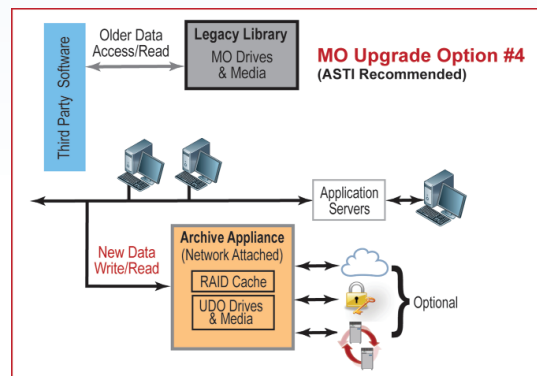 Older Data
Access/Read
Third Party Software
Legacy Library
MO Drives
& Media
MO Upgrade Option #4
(ASTI Recommended)
Application
Servers
New Data
Write/Read
Archive Appliance
(Network Attached)
RAID Cache
UDO Drives
& Media
Optional